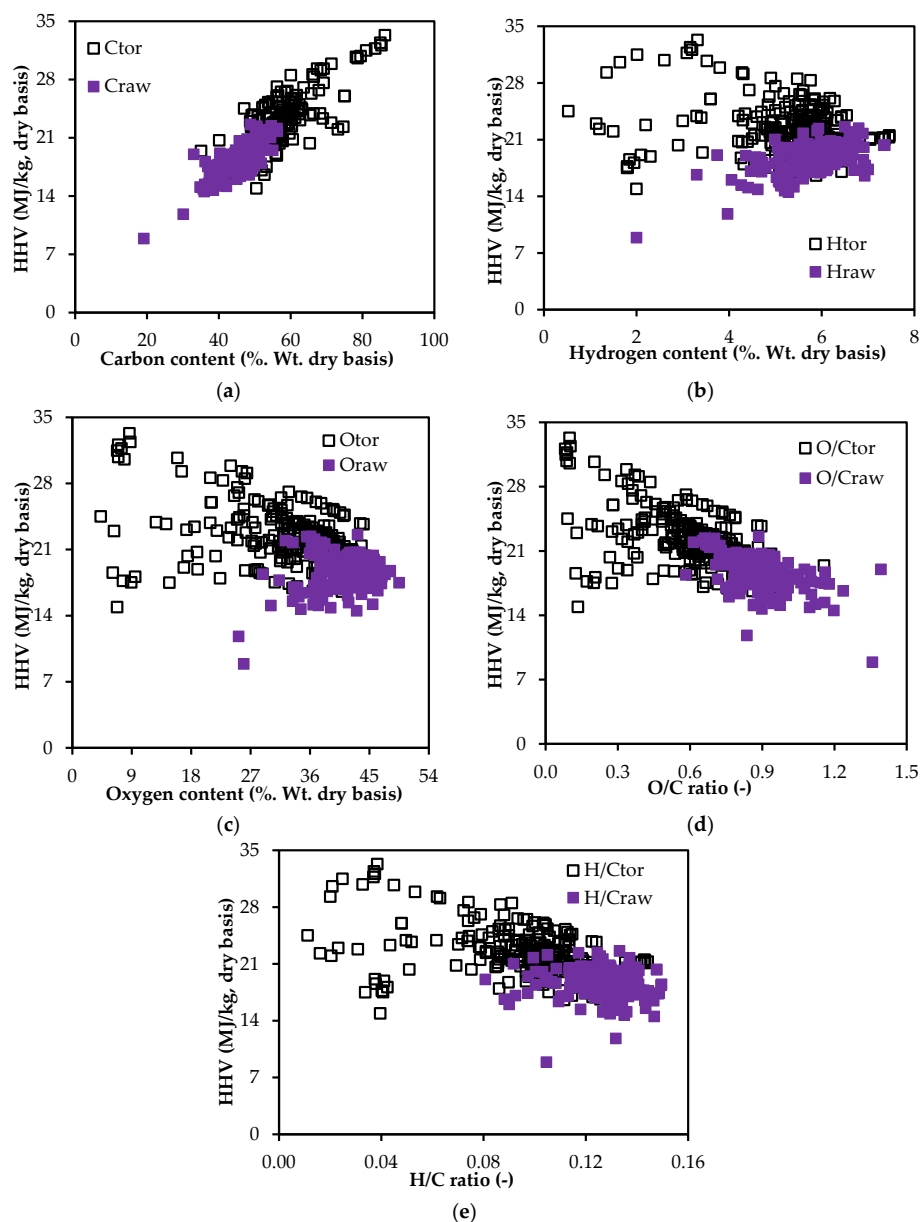 35
28
21
14
7
0
HHV (MJ/kg, dry basis)
Ctor
Craw
0 20 40 60 80 100
Carbon content (%. Wt. dry basis)
(a)
35
28
21
14
7
0
HHV (MJ/kg, dry basis)
Htor
Hraw
0 2 4 6 8
Hydrogen content (%. Wt. dry basis)
(b)
35
28
21
14
7
0
HHV (MJ/kg, dry basis)
Otor
Oraw
0 9 18 27 36 45 54
Oxygen content (%. Wt. dry basis)
(c)
35
28
21
14
7
0
HHV (MJ/kg, dry basis)
O/Ctor
O/Craw
0.0 0.3 0.6 0.9 1.2 1.5
O/C ratio (-)
(d)
35
28
21
14
7
0
HHV (MJ/kg, dry basis)
H/Ctor
H/Craw
0.00 0.04 0.08 0.12 0.16
H/C ratio (-)
(e)